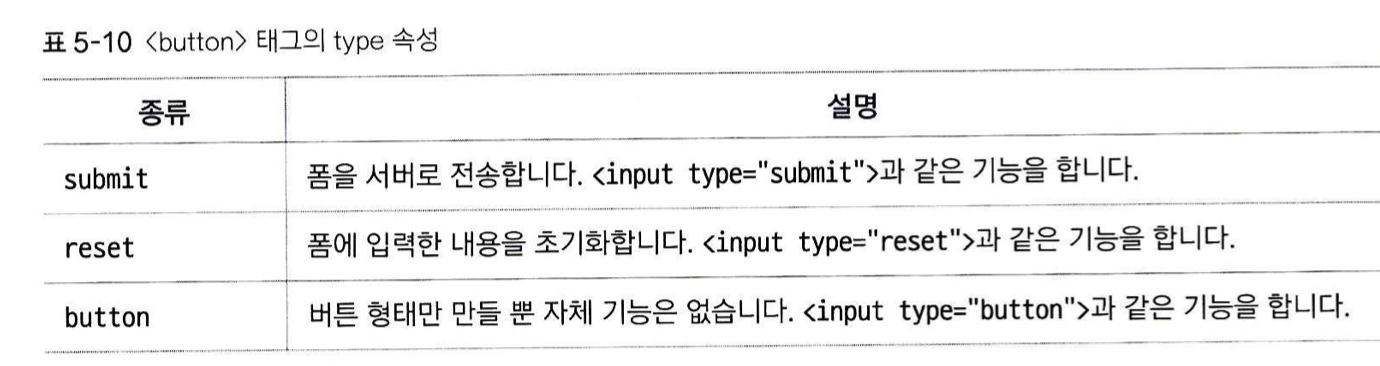 표 5-10 <button> 태그의 type 속성
종류 설명
submit 폼을 서버로 전송합니다. <input type="submit">과 같은 기능을 합니다.
reset 폼에 입력한 내용을 초기화합니다. <input type="reset">과 같은 기능을 합니다.
button 버튼 형태만 만들 뿐 자체 기능은 없습니다. <input type="button">과 같은 기능을 합니다.